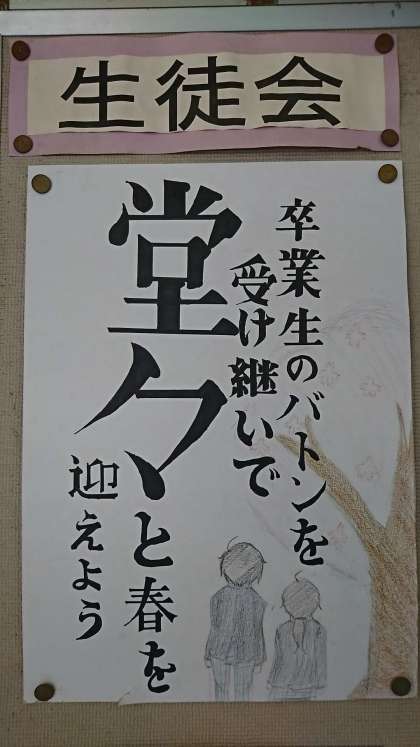 生徒会
卒業生のバトンを
受け継いで
堂々と春を
迎えよう